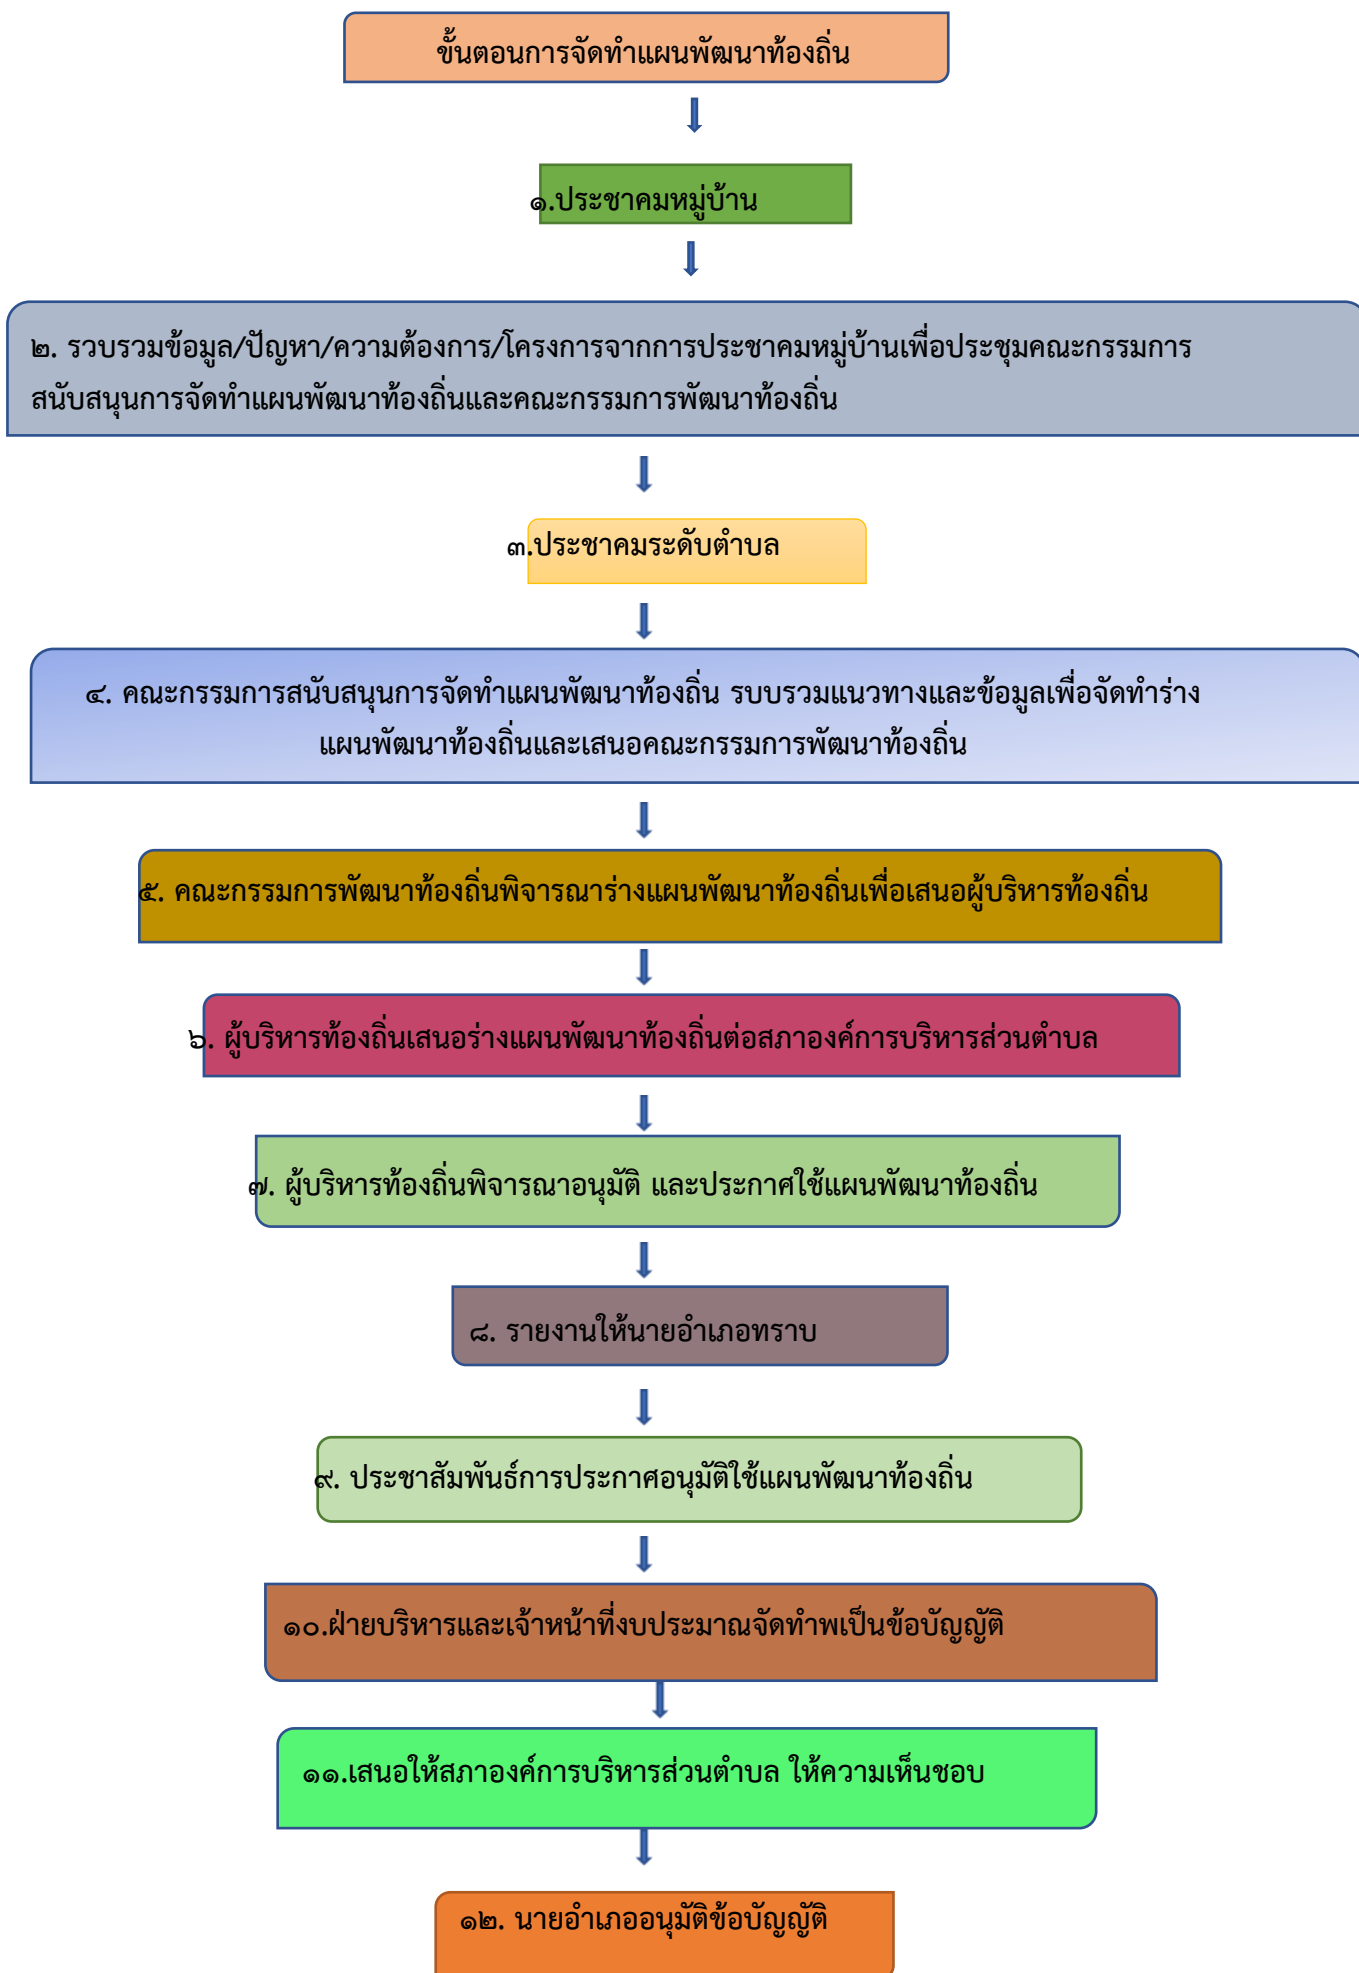 ขั้นตอนการจัดทำแผนพัฒนาท้องถิ่น
๑.ประชาคมหมู่บ้าน
๒. รวบรวมข้อมูล/ปัญหา/ความต้องการ/โครงการจากการประชาคมหมู่บ้านเพื่อประชุมคณะกรรมการ
สนับสนุนการจัดทำแผนพัฒนาท้องถิ่นและคณะกรรมการพัฒนาท้องถิ่น
๓.ประชาคมระดับตำบล
๔. คณะกรรมการสนับสนุนการจัดทำแผนพัฒนาท้องถิ่น รบบรวมแนวทางและข้อมูลเพื่อจัดทำร่าง
แผนพัฒนาท้องถิ่นและเสนอคณะกรรมการพัฒนาท้องถิ่น
๕. คณะกรรมการพัฒนาท้องถิ่นพิจารณาร่างแผนพัฒนาท้องถิ่นเพื่อเสนอผู้บริหารท้องถิ่น
๖. ผู้บริหารท้องถิ่นเสนอร่างแผนพัฒนาท้องถิ่นต่อสภาองค์การบริหารส่วนตำบล
๗. ผู้บริหารท้องถิ่นพิจารณาอนุมัติ และประกาศใช้แผนพัฒนาท้องถิ่น
๘. รายงานให้นายอำเภอทราบ
๙. ประชาสัมพันธ์การประกาศอนุมัติใช้แผนพัฒนาท้องถิ่น
๑๐.ฝ่ายบริหารและเจ้าหน้าที่งบประมาณจัดทำพเป็นข้อบัญญัติ
๑๑.เสนอให้สภาองค์การบริหารส่วนตำบล ให้ความเห็นชอบ
๑๒. นายอำเภออนุมัติข้อบัญญัติ